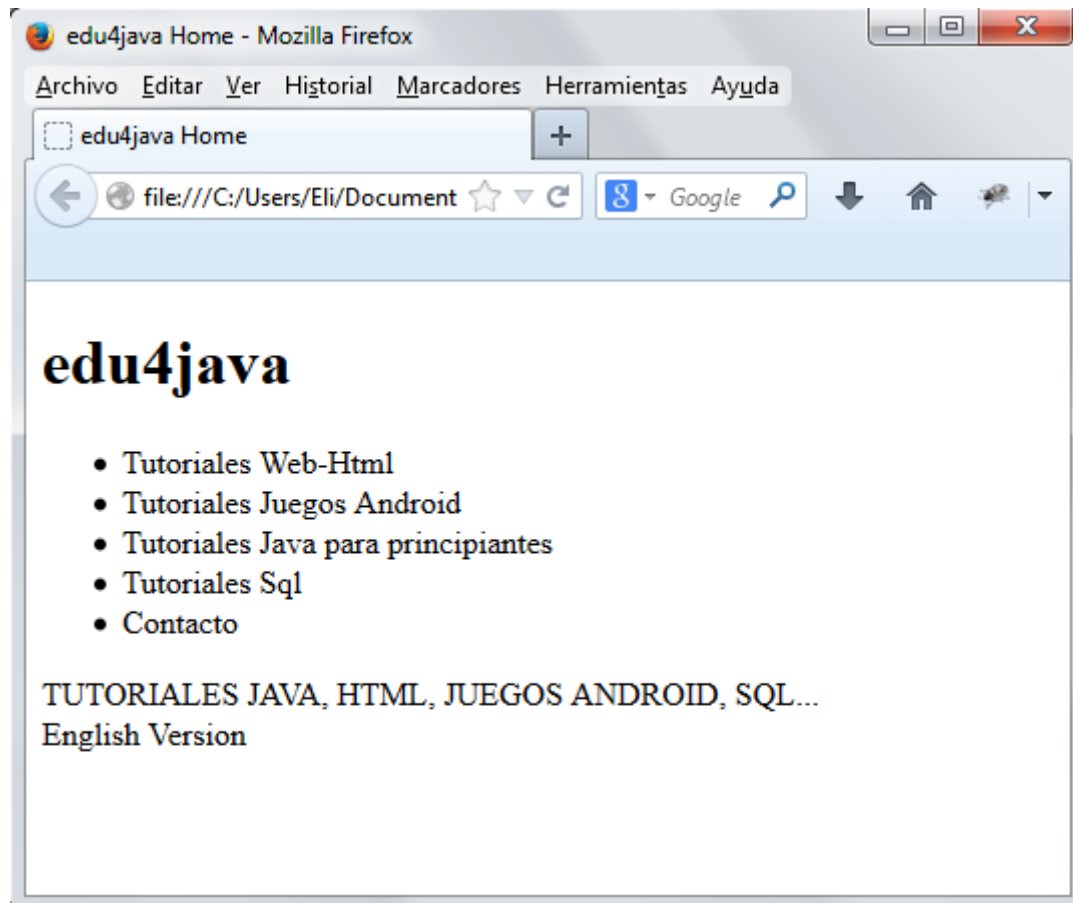 edu4java Home - Mozilla Firefox
Archivo Editar Ver Historial Marcadores Herramientas Ayuda
edu4java Home
file:///C:/Users/Eli/Document
8 Google
edu4java
• Tutoriales Web-Html
• Tutoriales Juegos Android
• Tutoriales Java para principiantes
• Tutoriales Sql
• Contacto
TUTORIALES JAVA, HTML, JUEGOS ANDROID, SQL...
English Version